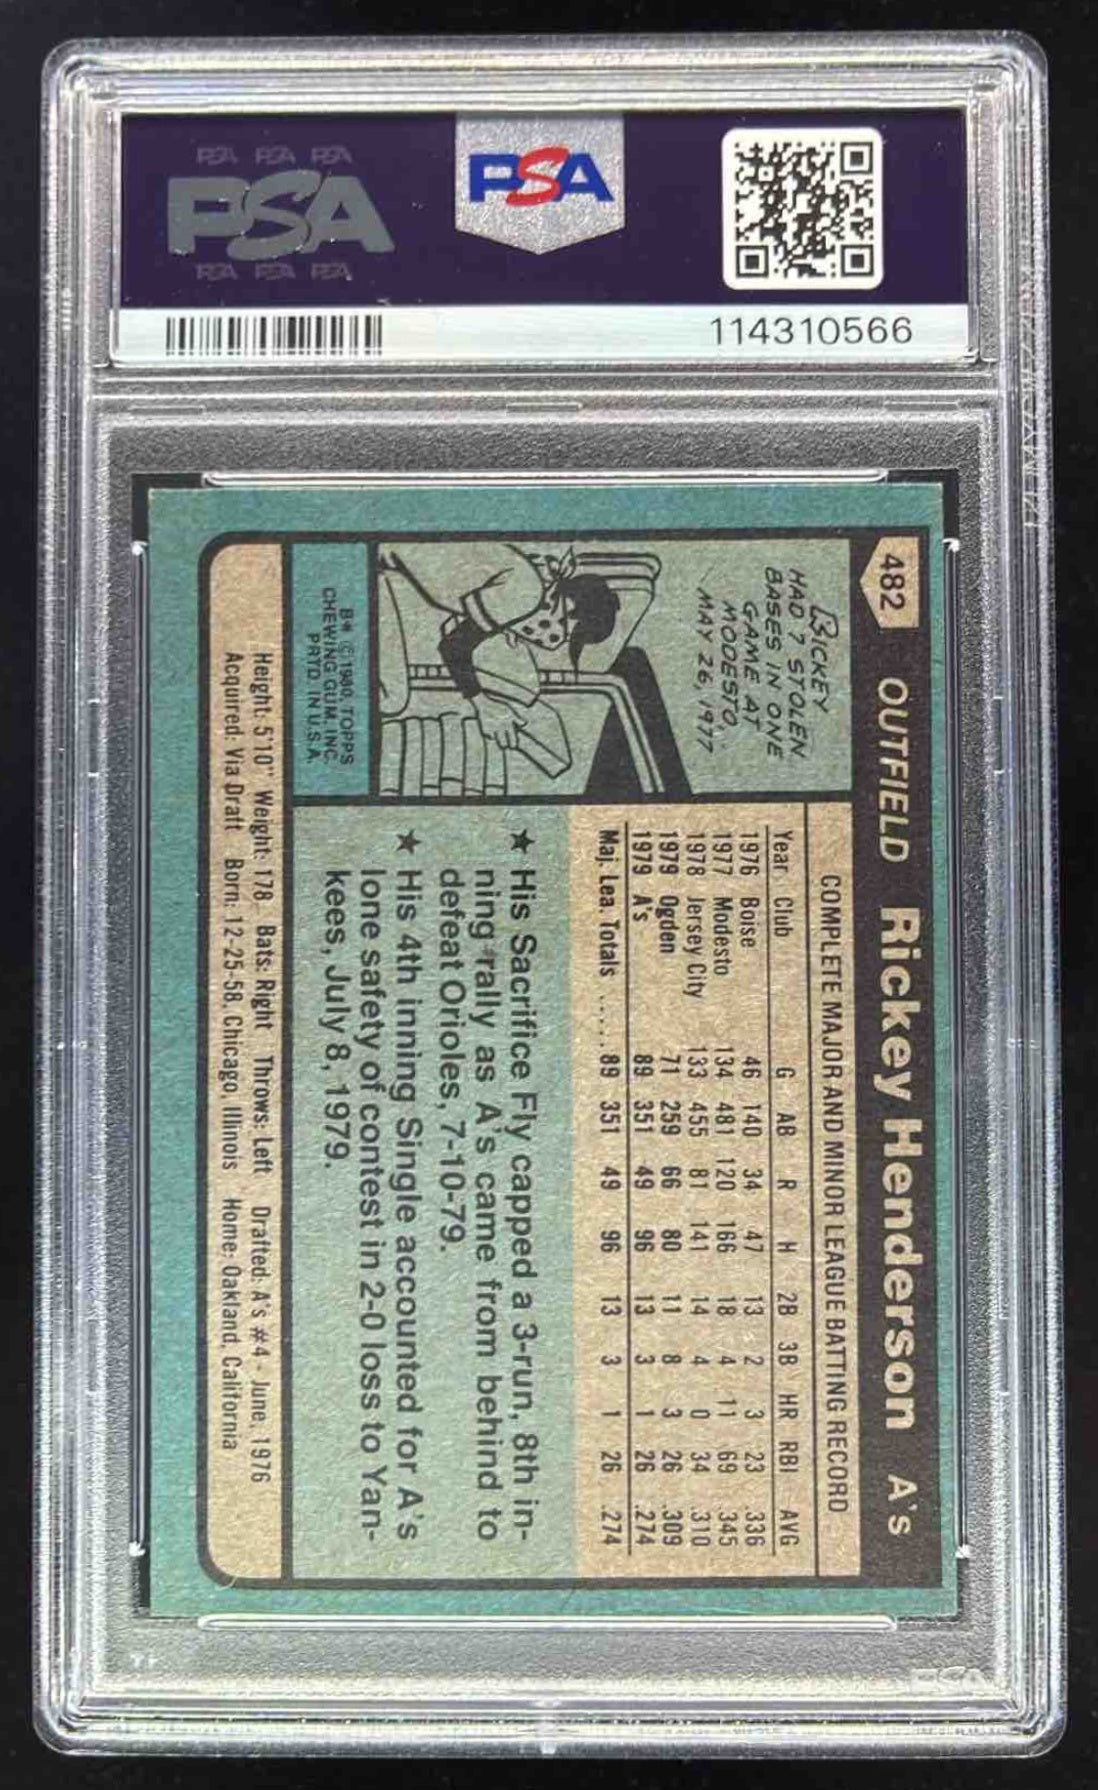 PSA PSA PSA
PSA
PSA PSA PSA
PSA
114310566
482 OUTFIELD Rickey Henderson A's
COMPLETE MAJOR AND MINOR LEAGUE BATTING RECORD
Year Club G AB R H 2B 3B HR RBI AVG
1976 Boise 46 140 34 47 13 2 3 23 .336
1977 Modesto 134 481 120 166 18 4 11 69 .345
1978 Jersey City 133 455 81 141 14 4 0 34 .310
1979 Ogden 71 259 66 80 11 8 3 26 .309
1979 A's 89 351 49 96 13 3 1 26 .274
Maj. Lea. Totals ..... 89 351 49 96 13 3 1 26 .274
RICKEY
HAD 7 STOLEN
BASES IN ONE
GAME AT
MODESTO,
MAY 26, 1977
★ His Sacrifice Fly capped a 3-run, 8th in-
ning rally as A's came from behind to
defeat Orioles, 7-10-79.
★ His 4th inning Single accounted for A's
lone safety of contest in 2-0 loss to Yan-
kees, July 8, 1979.
B* © 1980, TOPPS
CHEWING GUM, INC.
PRTD. IN U.S.A.
Height: 5'10" Weight: 178 Bats: Right Throws: Left Drafted: A's #4 - June, 1976
Acquired: Via Draft Born: 12-25-58, Chicago, Illinois Home: Oakland, California
PSA